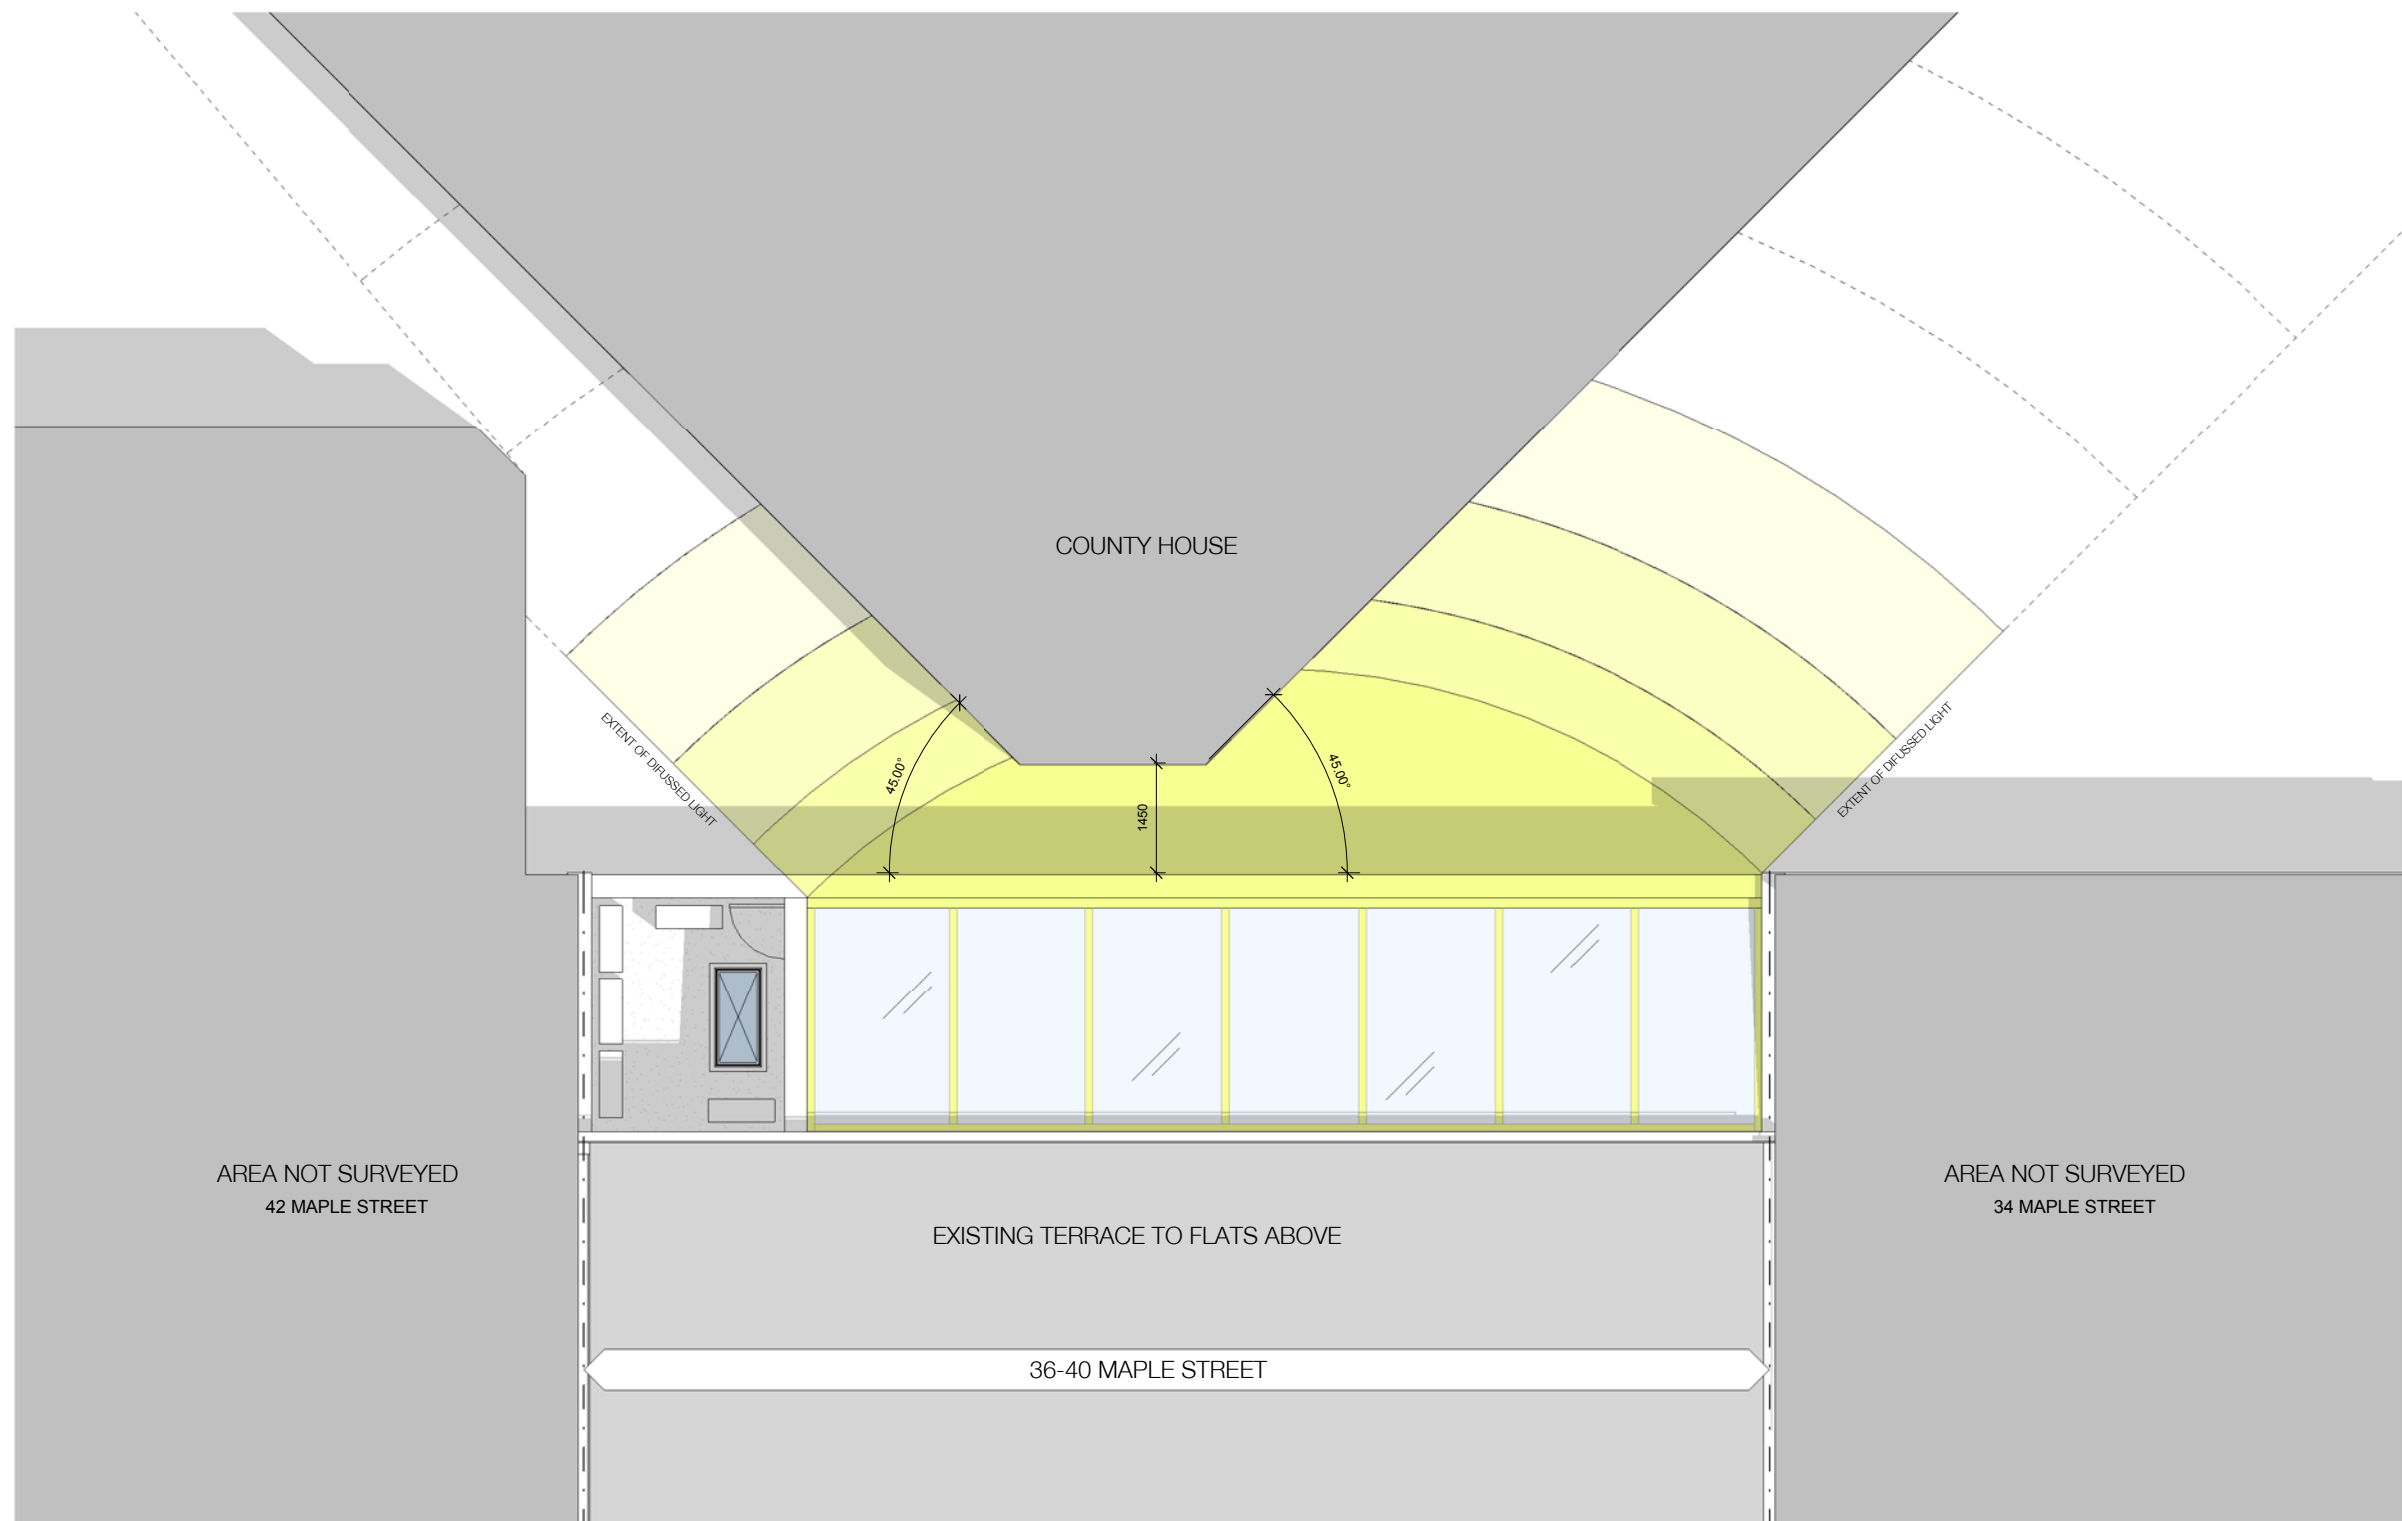 COUNTY HOUSE
EXTENT OF DIFUSSED LIGHT
45.00°
1450
45.00°
EXTENT OF DIFUSSED LIGHT
AREA NOT SURVEYED
42 MAPLE STREET
AREA NOT SURVEYED
34 MAPLE STREET
EXISTING TERRACE TO FLATS ABOVE
36-40 MAPLE STREET